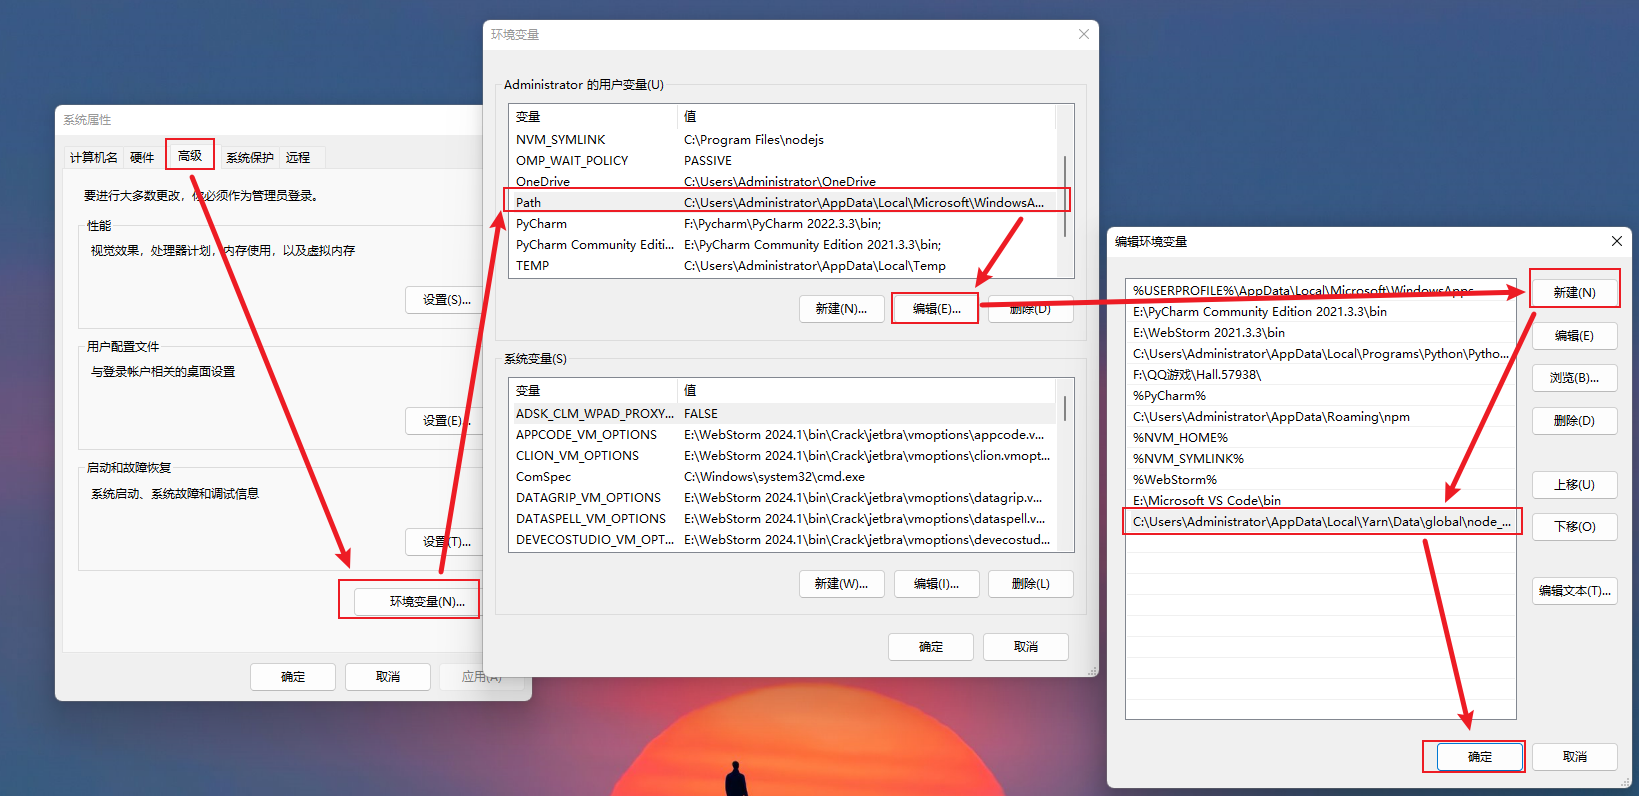 系统属性
计算机名 硬件 高级 系统保护 远程
要进行大多数更改，你必须作为管理员登录。
性能
视觉效果，处理器计划，内存使用，以及虚拟内存
设置(S)...
用户配置文件
与登录帐户相关的桌面设置
设置(E)...
启动和故障恢复
系统启动、系统故障和调试信息
设置(T)...
环境变量(N)...
确定 取消 应用(A)
环境变量
Administrator 的用户变量(U)
变量 值
NVM_SYMLINK C:\Program Files\nodejs
OMP_WAIT_POLICY PASSIVE
OneDrive C:\Users\Administrator\OneDrive
Path C:\Users\Administrator\AppData\Local\Microsoft\WindowsA...
PyCharm F:\Pycharm\PyCharm 2022.3.3\bin;
PyCharm Community Editi... E:\PyCharm Community Edition 2021.3.3\bin;
TEMP C:\Users\Administrator\AppData\Local\Temp
新建(N)... 编辑(E)... 删除(D)
系统变量(S)
变量 值
ADSK_CLM_WPAD_PROXY... FALSE
APPCODE_VM_OPTIONS E:\WebStorm 2024.1\bin\Crack\jetbra\vmoptions\appcode.v...
CLION_VM_OPTIONS E:\WebStorm 2024.1\bin\Crack\jetbra\vmoptions\clion.vmopt...
ComSpec C:\Windows\system32\cmd.exe
DATAGRIP_VM_OPTIONS E:\WebStorm 2024.1\bin\Crack\jetbra\vmoptions\datagrip.v...
DATASPELL_VM_OPTIONS E:\WebStorm 2024.1\bin\Crack\jetbra\vmoptions\dataspell.v...
DEVECOSTUDIO_VM_OPT... E:\WebStorm 2024.1\bin\Crack\jetbra\vmoptions\devecostud...
新建(W)... 编辑(I)... 删除(L)
确定 取消
编辑环境变量
%USERPROFILE%\AppData\Local\Microsoft\WindowsApps
E:\PyCharm Community Edition 2021.3.3\bin
E:\WebStorm 2021.3.3\bin
C:\Users\Administrator\AppData\Local\Programs\Python\Pytho...
F:\QQ游戏\Hall.57938\
%PyCharm%
C:\Users\Administrator\AppData\Roaming\npm
%NVM_HOME%
%NVM_SYMLINK%
%WebStorm%
E:\Microsoft VS Code\bin
C:\Users\Administrator\AppData\Local\Yarn\Data\global\node_...
新建(N)
编辑(E)
浏览(B)...
删除(D)
上移(U)
下移(O)
编辑文本(T)...
确定 取消